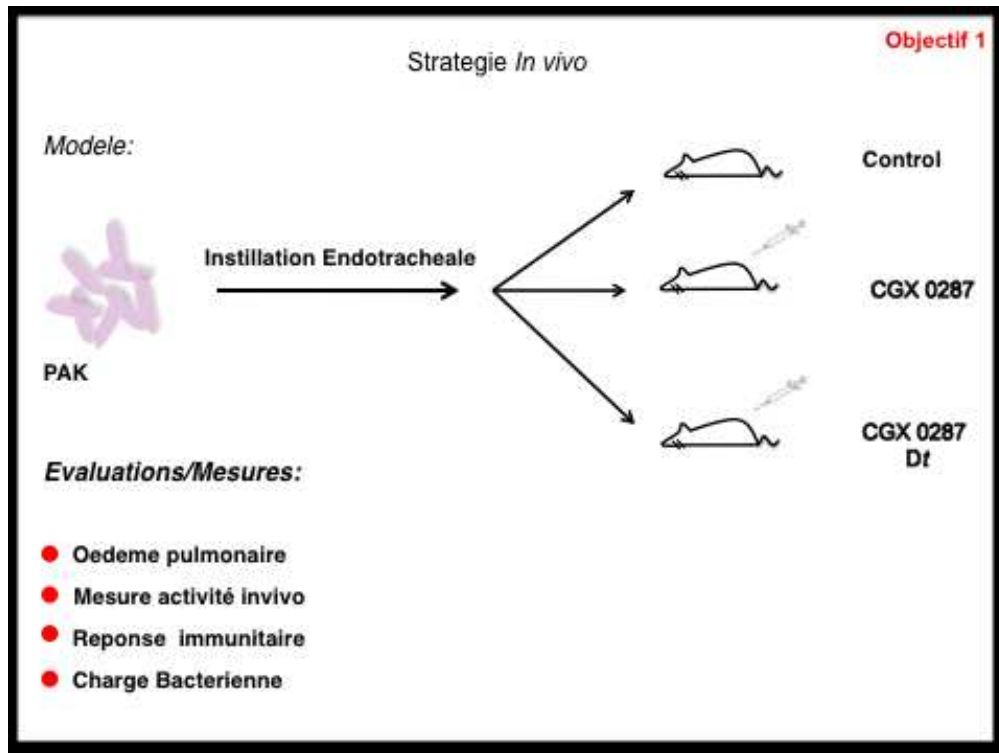 Objectif 1
Strategie In vivo
Modele:
Control
Instillation Endotracheale
CGX 0287
PAK
CGX 0287
Dt
Evaluations/Mesures:
Oedeme pulmonaire
Mesure activité invivo
Reponse immunitaire
Charge Bacterienne